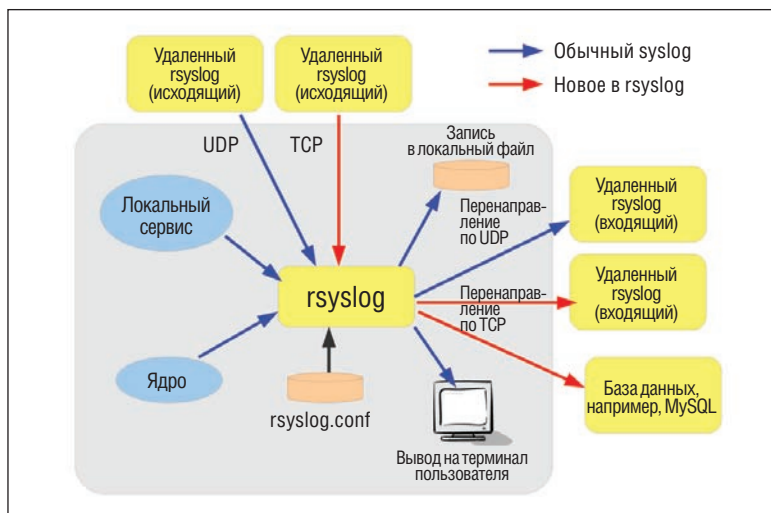 Удаленный
rsyslog
(исходящий)
Удаленный
rsyslog
(исходящий)
Обычный syslog
Новое в rsyslog
UDP
TCP
Запись
в локальный файл
Локальный
сервис
Перенаправ-
ление
по UDP
Удаленный
rsyslog
(входящий)
rsyslog
Перенаправ-
ление
по TCP
Удаленный
rsyslog
(входящий)
Ядро
rsyslog.conf
База данных,
например, MySQL
Вывод на терминал
пользователя